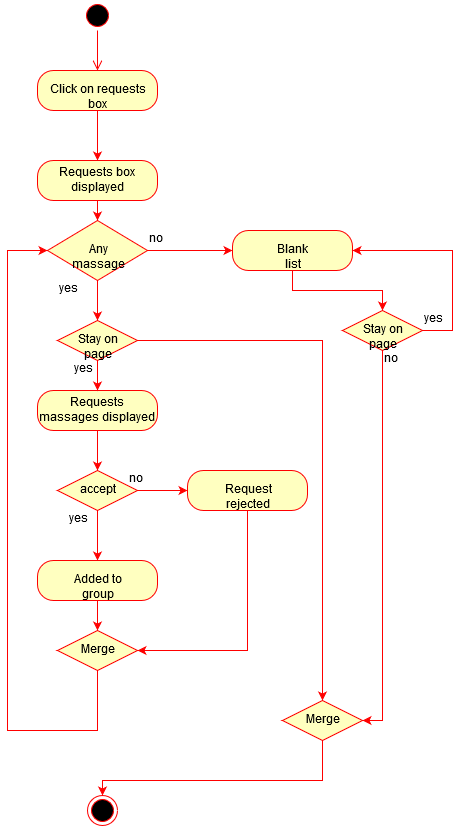 Click on requests
box
Requests box
displayed
Any
massage
no
Blank
list
yes
Stay on
page
yes
Stay on
page
yes
no
Requests
massages displayed
accept
no
Request
rejected
yes
Added to
group
Merge
Merge